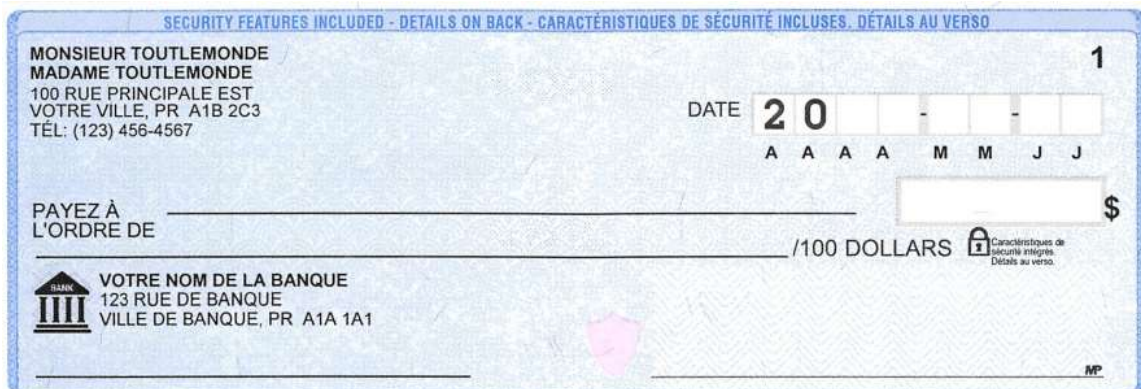 SECURITY FEATURES INCLUDED - DETAILS ON BACK - CARACTÉRISTIQUES DE SÉCURITÉ INCLUSES. DÉTAILS AU VERSO
MONSIEUR TOUTLEMONDE
MADAME TOUTLEMONDE
100 RUE PRINCIPALE EST
VOTRE VILLE, PR A1B 2C3
TÉL: (123) 456-4567
1
DATE 20 - -
A A A A M M J J
PAYEZ À
L'ORDRE DE
$
/100 DOLLARS
Caractéristiques de
sécurité intégrés.
Détails au verso.
BANK
VOTRE NOM DE LA BANQUE
123 RUE DE BANQUE
VILLE DE BANQUE, PR A1A 1A1
MP